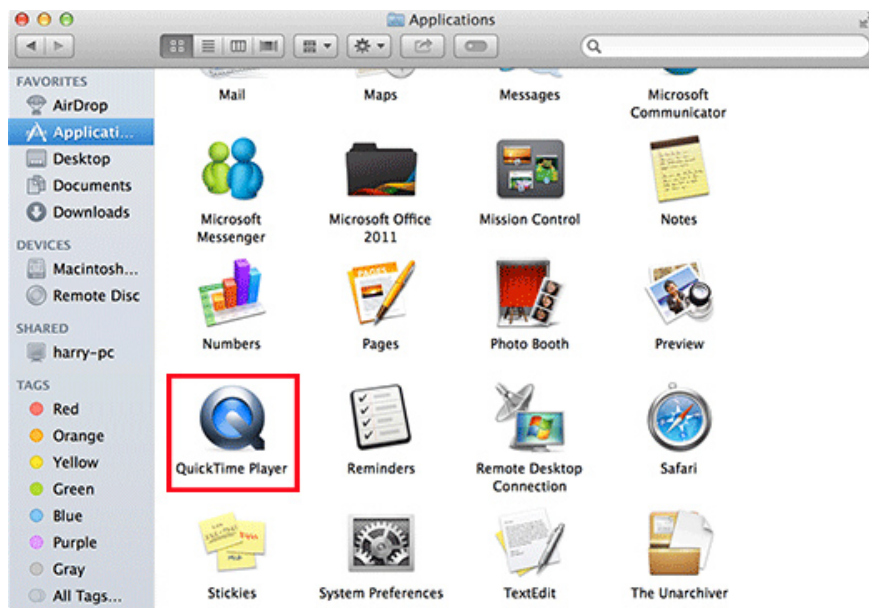 Applications
FAVORITES
AirDrop
Applicati...
Desktop
Documents
Downloads
DEVICES
Macintosh...
Remote Disc
SHARED
harry-pc
TAGS
Red
Orange
Yellow
Green
Blue
Purple
Gray
All Tags...
Mail
Maps
Messages
Microsoft
Communicator
Microsoft
Messenger
Microsoft Office
2011
Mission Control
Notes
Numbers
PAGES
Pages
Photo Booth
Preview
QuickTime Player
Reminders
Remote Desktop
Connection
Safari
Stickies
System Preferences
TextEdit
The Unarchiver